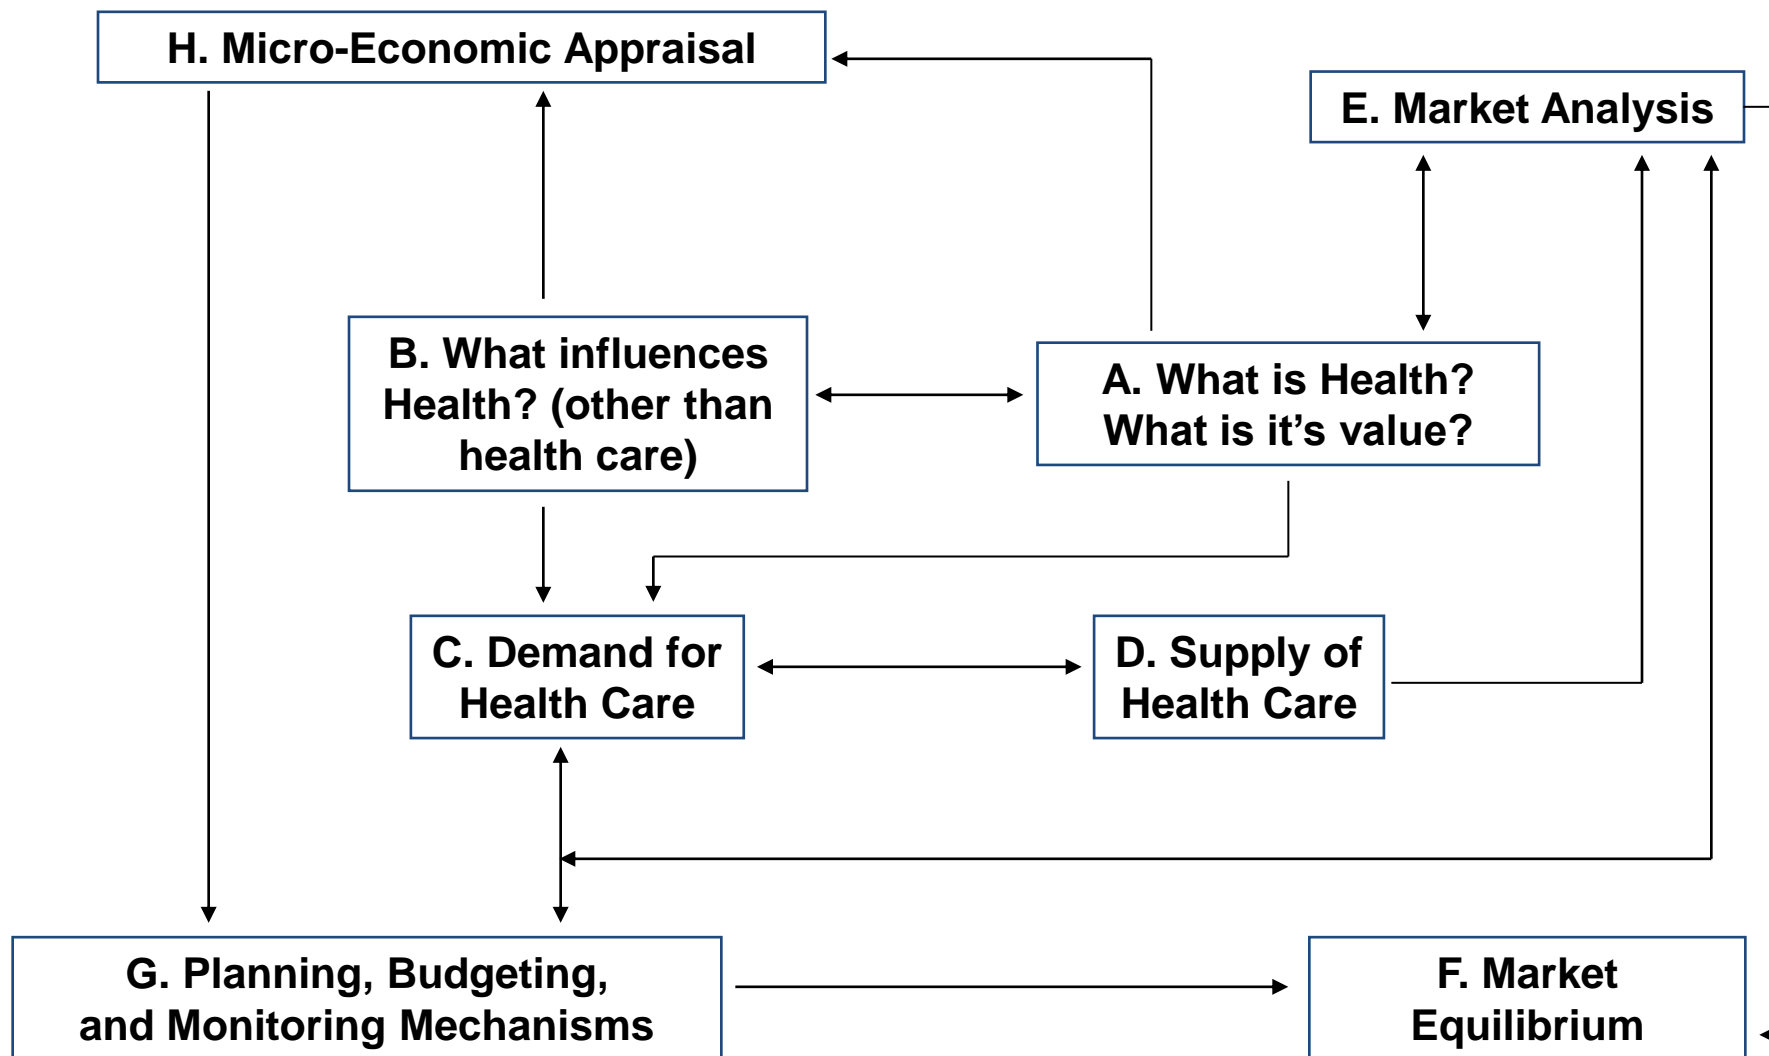 H. Micro-Economic Appraisal
E. Market Analysis
B. What influences
Health? (other than
health care)
A. What is Health?
What is it’s value?
C. Demand for
Health Care
D. Supply of
Health Care
G. Planning, Budgeting,
and Monitoring Mechanisms
F. Market
Equilibrium